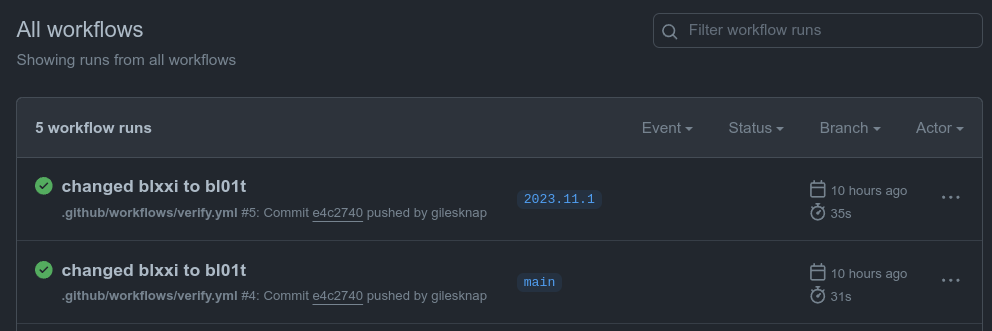 All workflows
Filter workflow runs
Showing runs from all workflows
5 workflow runs
Event
Status
Branch
Actor
changed blxxi to bl01t
.github/workflows/verify.yml #5: Commit e4c2740 pushed by gilesknap
2023.11.1
10 hours ago
35s
changed blxxi to bl01t
.github/workflows/verify.yml #4: Commit e4c2740 pushed by gilesknap
main
10 hours ago
31s